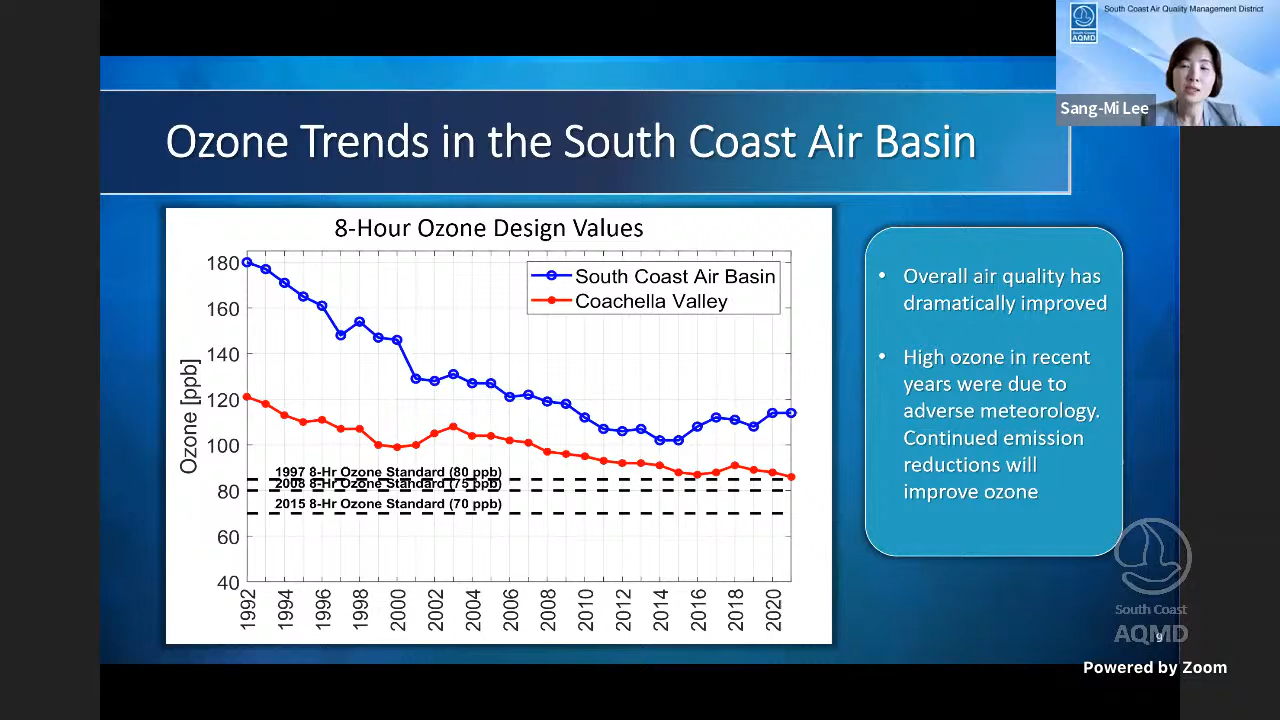 South Coast Air Quality Management District
South Coast
AQMD
Sang-Mi Lee
Ozone Trends in the South Coast Air Basin
8-Hour Ozone Design Values
South Coast Air Basin
Coachella Valley
Ozone [ppb]
180
160
140
120
100
80
60
40
1997 8-Hr Ozone Standard (80 ppb)
2008 8-Hr Ozone Standard (75 ppb)
2015 8-Hr Ozone Standard (70 ppb)
1992
1994
1996
1998
2000
2002
2004
2006
2008
2010
2012
2014
2016
2018
2020
• Overall air quality has
dramatically improved
• High ozone in recent
years were due to
adverse meteorology.
Continued emission
reductions will
improve ozone
South Coast
AQMD
9
Powered by Zoom